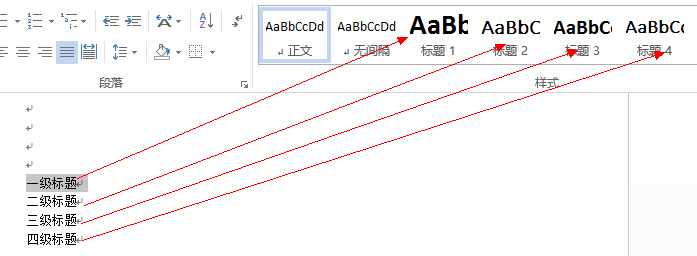 AaBbCcDd AaBbCcDd AaBb AaBbC AaBbC AaBbCc
↲ 正文 ↲ 无间隔 标题 1 标题 2 标题 3 标题 4
段落 样式
一级标题
二级标题
三级标题
四级标题